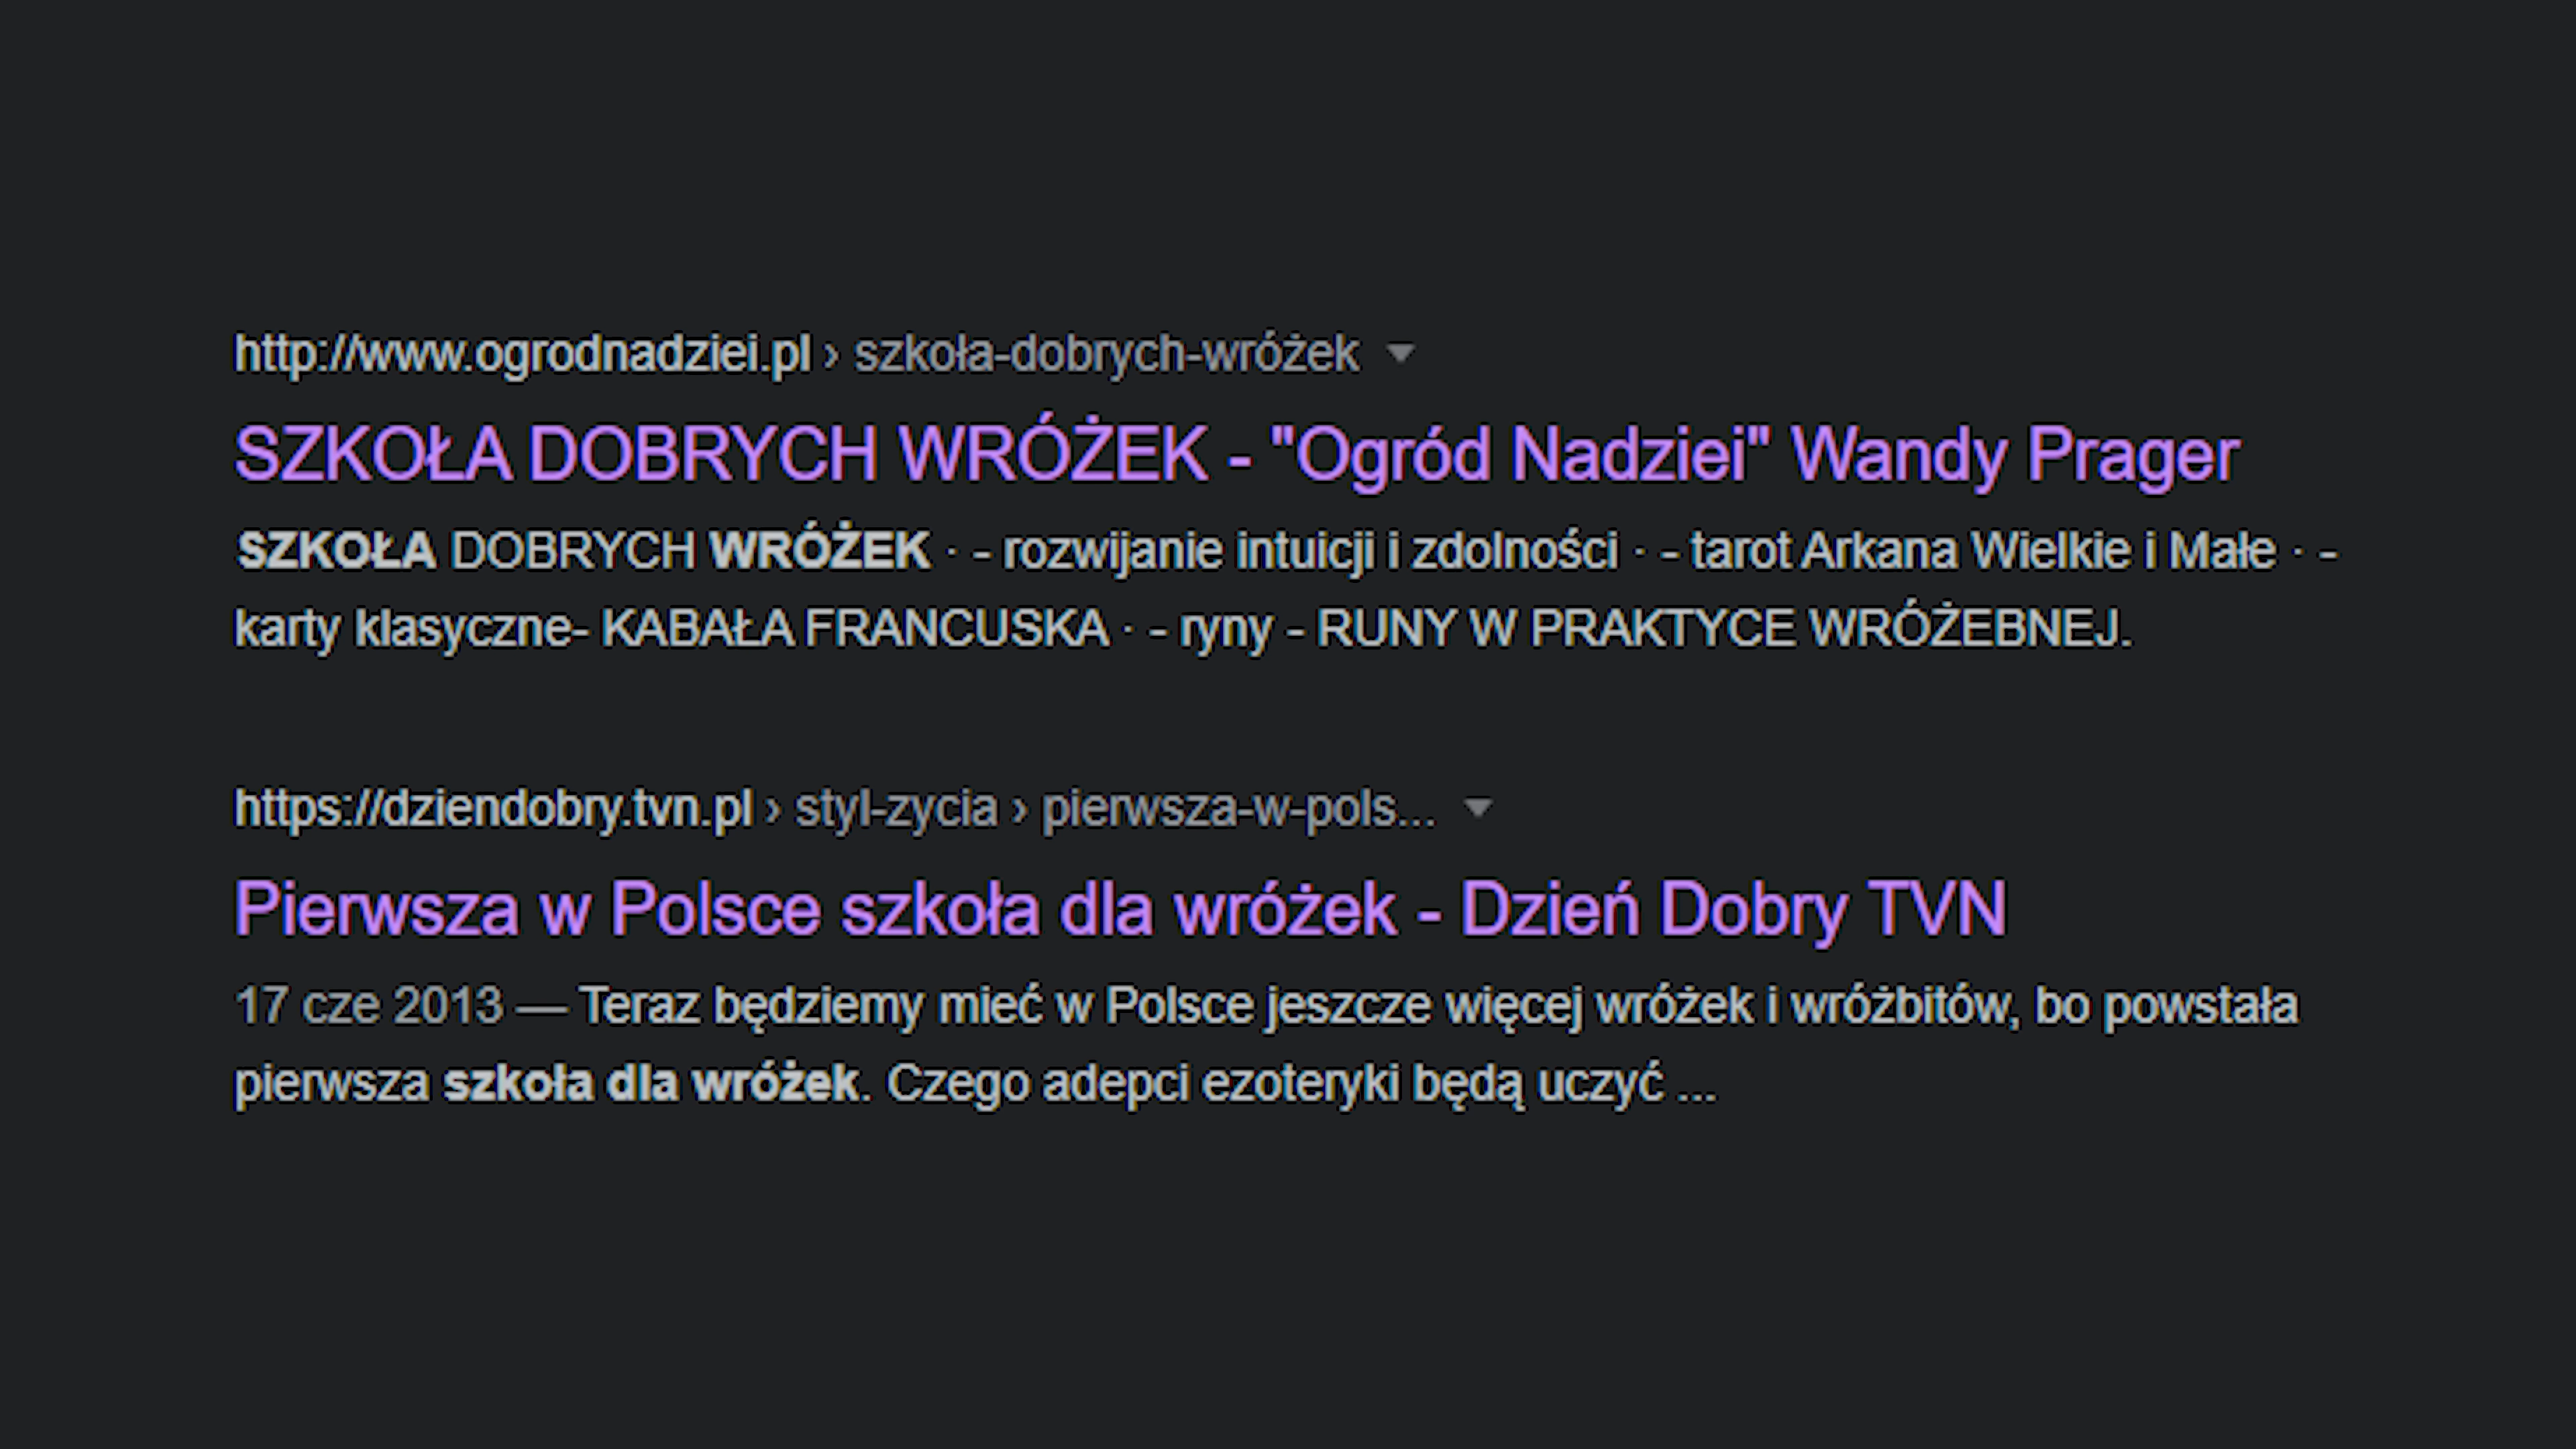 http://www.ogrodnadziei.pl › szkoła-dobrych-wróżek
SZKOŁA DOBRYCH WRÓŻEK - "Ogród Nadziei" Wandy Prager
SZKOŁA DOBRYCH WRÓŻEK · - rozwijanie intuicji i zdolności · - tarot Arkana Wielkie i Małe · -
karty klasyczne- KABAŁA FRANCUSKA · - ryny - RUNY W PRAKTYCE WRÓŻEBNEJ.
https://dziendobry.tvn.pl › styl-zycia › pierwsza-w-pols...
Pierwsza w Polsce szkoła dla wróżek - Dzień Dobry TVN
17 cze 2013 — Teraz będziemy mieć w Polsce jeszcze więcej wróżek i wróżbitów, bo powstała
pierwsza szkoła dla wróżek. Czego adepci ezoteryki będą uczyć ...